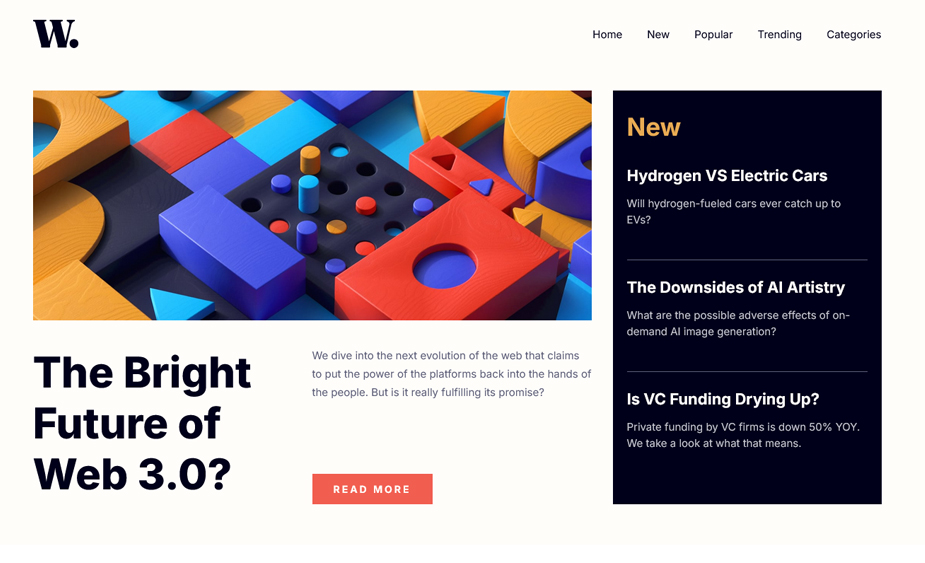 W.
Home New Popular Trending Categories
The Bright
Future of
Web 3.0?
We dive into the next evolution of the web that claims
to put the power of the platforms back into the hands of
the people. But is it really fulfilling its promise?
READ MORE
New
Hydrogen VS Electric Cars
Will hydrogen-fueled cars ever catch up to
EVs?
The Downsides of AI Artistry
What are the possible adverse effects of on-
demand AI image generation?
Is VC Funding Drying Up?
Private funding by VC firms is down 50% YOY.
We take a look at what that means.